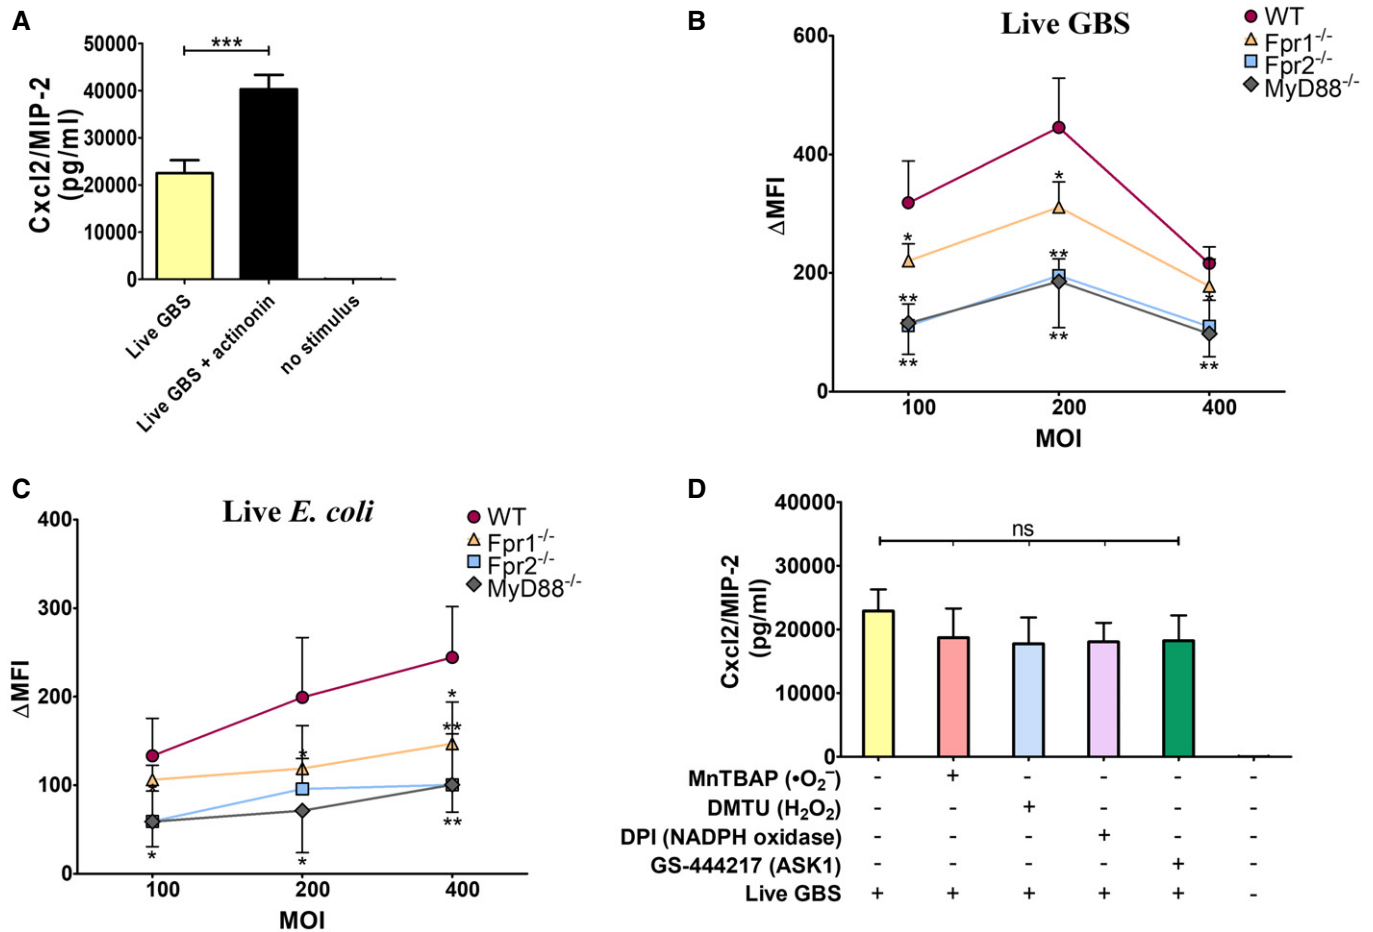 A
Cxcl2/MIP-2
(pg/ml)
50000
40000
30000
20000
10000
0
***
Live GBS
Live GBS + actinonin
no stimulus
B
Live GBS
WT
Fpr1-/-
Fpr2-/-
MyD88-/-
ΔMFI
600
400
200
0
*
*
**
**
*
**
**
**
100 200 400
MOI
C
Live E. coli
WT
Fpr1-/-
Fpr2-/-
MyD88-/-
ΔMFI
400
300
200
100
0
*
**
*
*
**
*
*
100 200 400
MOI
D
Cxcl2/MIP-2
(pg/ml)
40000
30000
20000
10000
0
ns
MnTBAP (•O₂⁻) - + - - - -
DMTU (H₂O₂) - - + - - -
DPI (NADPH oxidase) - - - + - -
GS-444217 (ASK1) - - - - + -
Live GBS + + + + + -